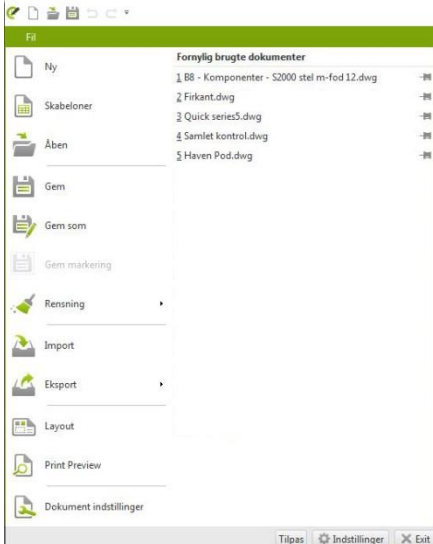 Fil
Ny
Skabeloner
Åben
Gem
Gem som
Gem markering
Rensning
Import
Eksport
Layout
Print Preview
Dokument indstillinger
Fornylig brugte dokumenter
1 B8 - Komponenter - S2000 stel m-fod 12.dwg
2 Firkant.dwg
3 Quick series5.dwg
4 Samlet kontrol.dwg
5 Haven Pod.dwg
Tilpas Indstillinger Exit